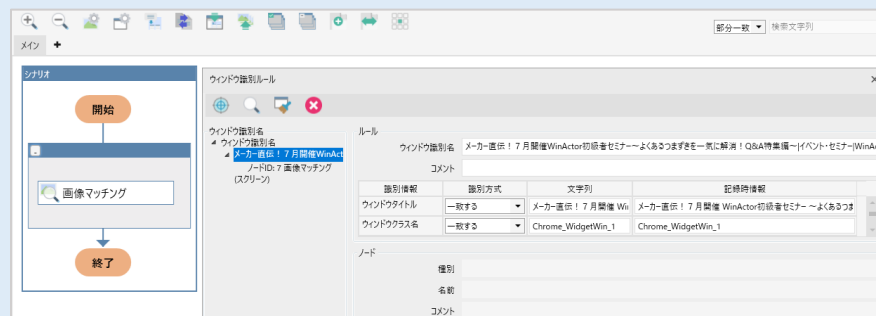 部分一致
検索文字列
メイン
シナリオ
開始
画像マッチング
終了
ウィンドウ識別ルール
ウィンドウ識別名
ウィンドウ識別名
メーカー直伝！７月開催WinAct
ノードID: 7 画像マッチング
(スクリーン)
ルール
ウィンドウ識別名 メーカー直伝！７月開催WinActor初級者セミナー～よくあるつまずきを一気に解消！Q&A特集編～|イベント･セミナー|WinA
コメント
識別情報 識別方式 文字列 記録時情報
ウィンドウタイトル 一致する メーカー直伝！７月開催 Wi メーカー直伝！７月開催 WinActor初級者セミナー ～よくあるつま
ウィンドウクラス名 一致する Chrome_WidgetWin_1 Chrome_WidgetWin_1
ノード
種別
名前
コメント